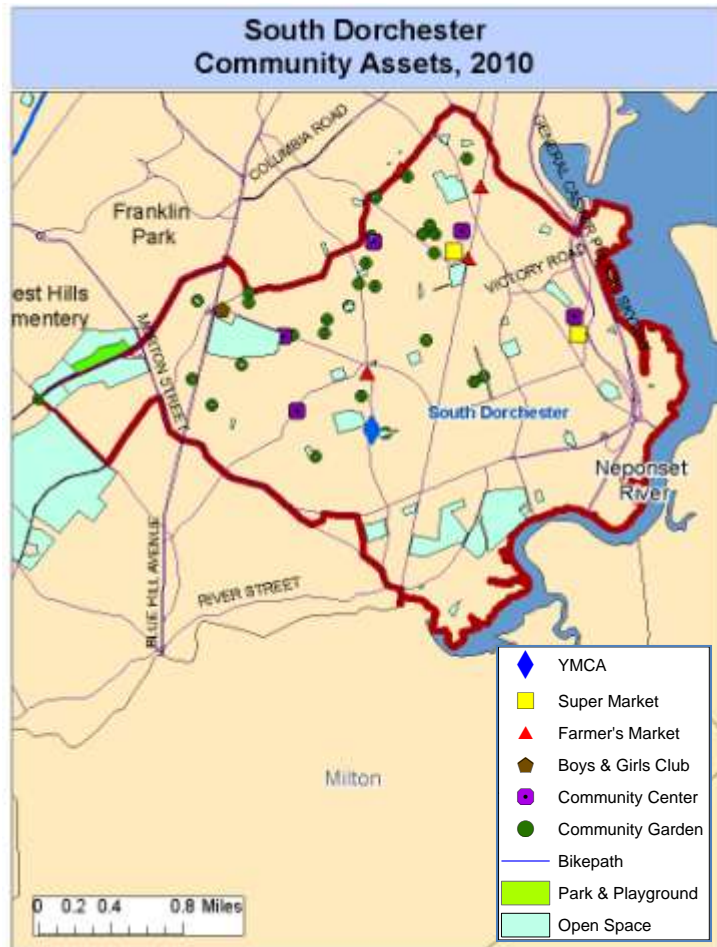 South Dorchester
Community Assets, 2010
COLUMBIA ROAD
Franklin
Park
VICTORY ROAD
est Hills
metery
MORTON STREET
South Dorchester
Neponset
River
BLUE HILL AVENUE
RIVER STREET
Milton
YMCA
Super Market
Farmer's Market
Boys & Girls Club
Community Center
Community Garden
Bikepath
Park & Playground
Open Space
0 0.2 0.4 0.8 Miles